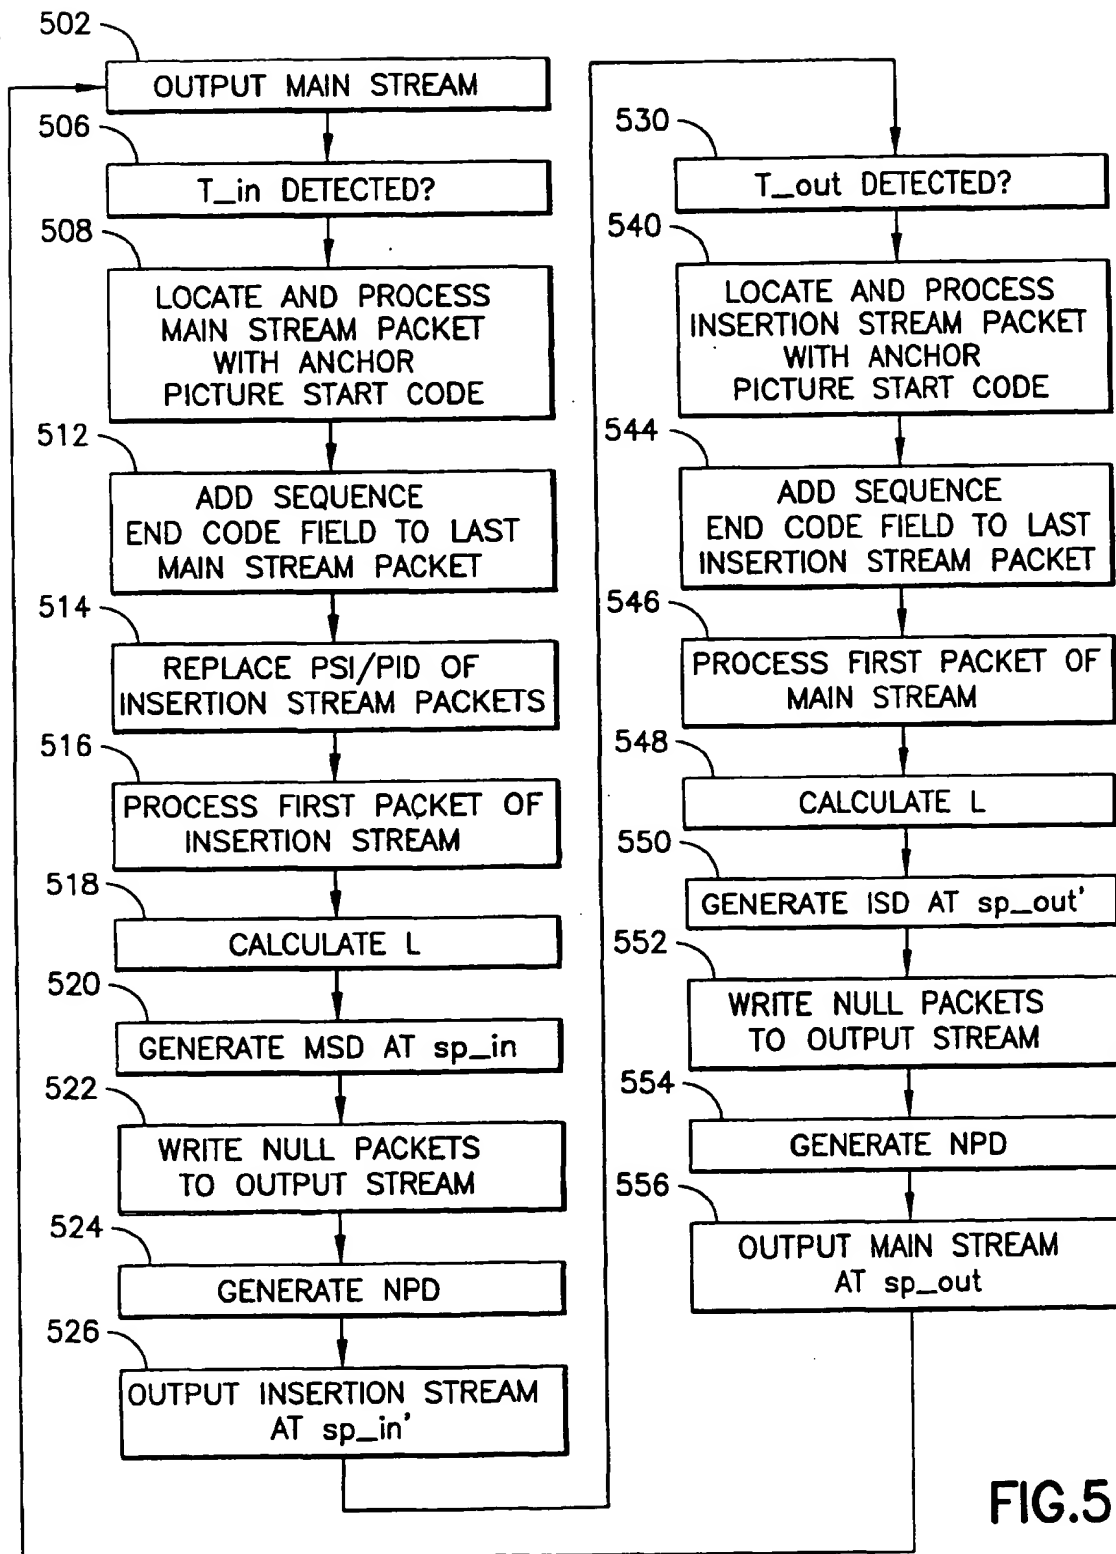 502
OUTPUT MAIN STREAM
506
T_in DETECTED?
508
LOCATE AND PROCESS
MAIN STREAM PACKET
WITH ANCHOR
PICTURE START CODE
512
ADD SEQUENCE
END CODE FIELD TO LAST
MAIN STREAM PACKET
514
REPLACE PSI/PID OF
INSERTION STREAM PACKETS
516
PROCESS FIRST PACKET OF
INSERTION STREAM
518
CALCULATE L
520
GENERATE MSD AT sp_in
522
WRITE NULL PACKETS
TO OUTPUT STREAM
524
GENERATE NPD
526
OUTPUT INSERTION STREAM
AT sp_in'
530
T_out DETECTED?
540
LOCATE AND PROCESS
INSERTION STREAM PACKET
WITH ANCHOR
PICTURE START CODE
544
ADD SEQUENCE
END CODE FIELD TO LAST
INSERTION STREAM PACKET
546
PROCESS FIRST PACKET OF
MAIN STREAM
548
CALCULATE L
550
GENERATE ISD AT sp_out'
552
WRITE NULL PACKETS
TO OUTPUT STREAM
554
GENERATE NPD
556
OUTPUT MAIN STREAM
AT sp_out
FIG.5